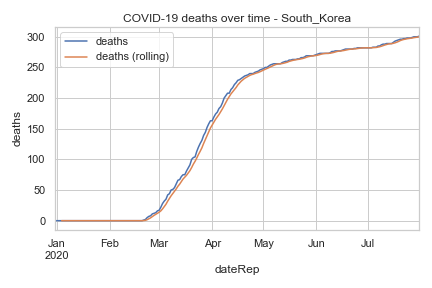 COVID-19 deaths over time - South_Korea
deaths
deaths (rolling)
300
250
200
150
100
50
0
deaths
Jan Feb Mar Apr May Jun Jul
2020
dateRep